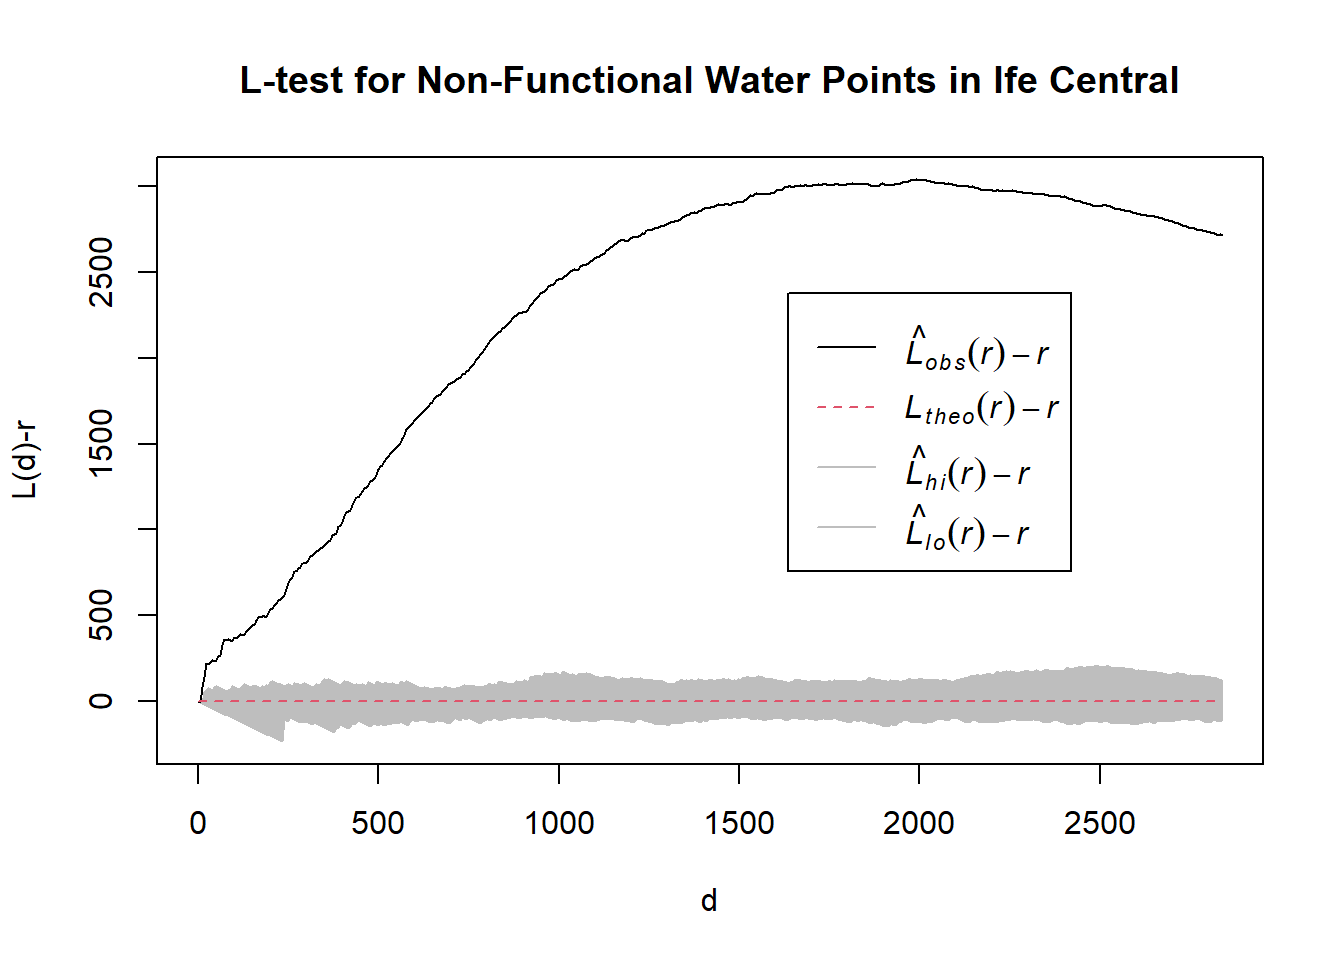 L-test for Non-Functional Water Points in Ife Central
L(d)-r
2500
1500
500
0
L̂obs(r) − r
Ltheo(r) − r
L̂hi(r) − r
L̂lo(r) − r
0 500 1000 1500 2000 2500
d